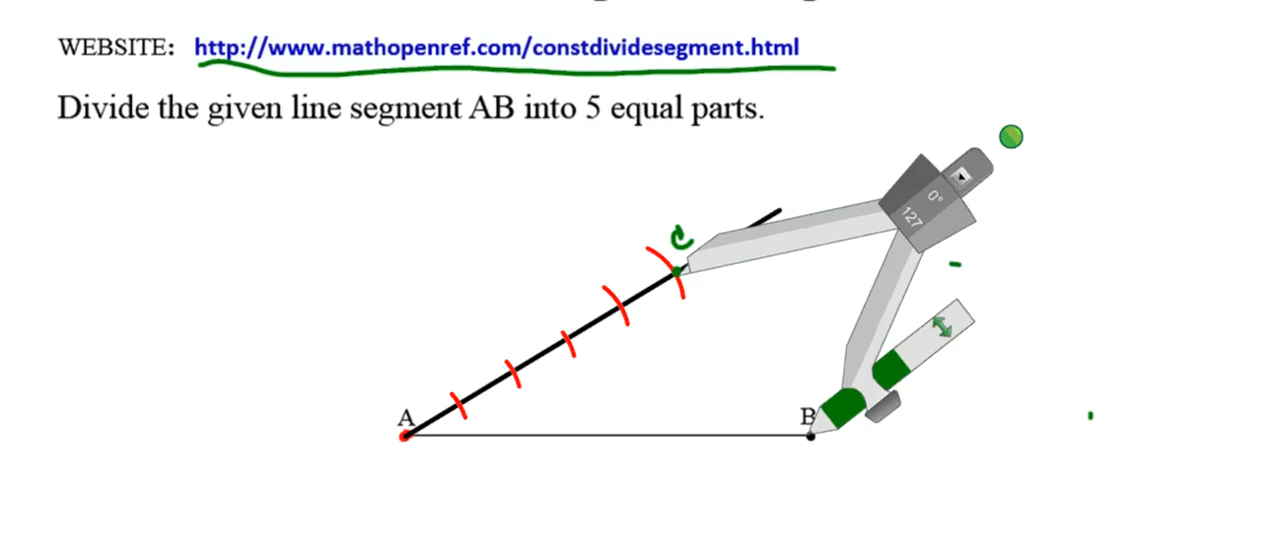 WEBSITE: http://www.mathopenref.com/constdividesegment.html
Divide the given line segment AB into 5 equal parts.
0°
127
C
A
B